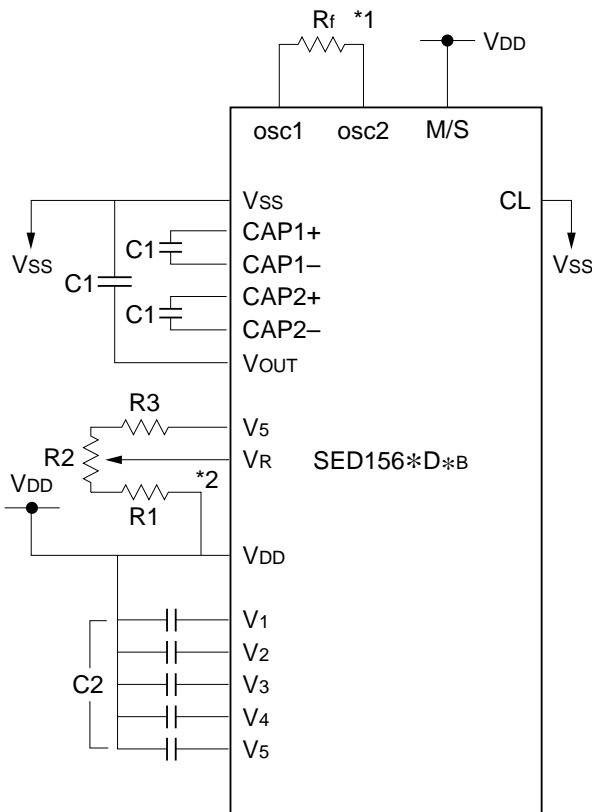 Rf *1
VDD
osc1 osc2 M/S
VSS CL
CAP1+
C1
CAP1–
VSS VSS
C1
CAP2+
C1
CAP2–
VOUT
R3
V5
R2 VR SED156*D*B
*2
VDD
R1
VDD
V1
V2
C2 V3
V4
V5